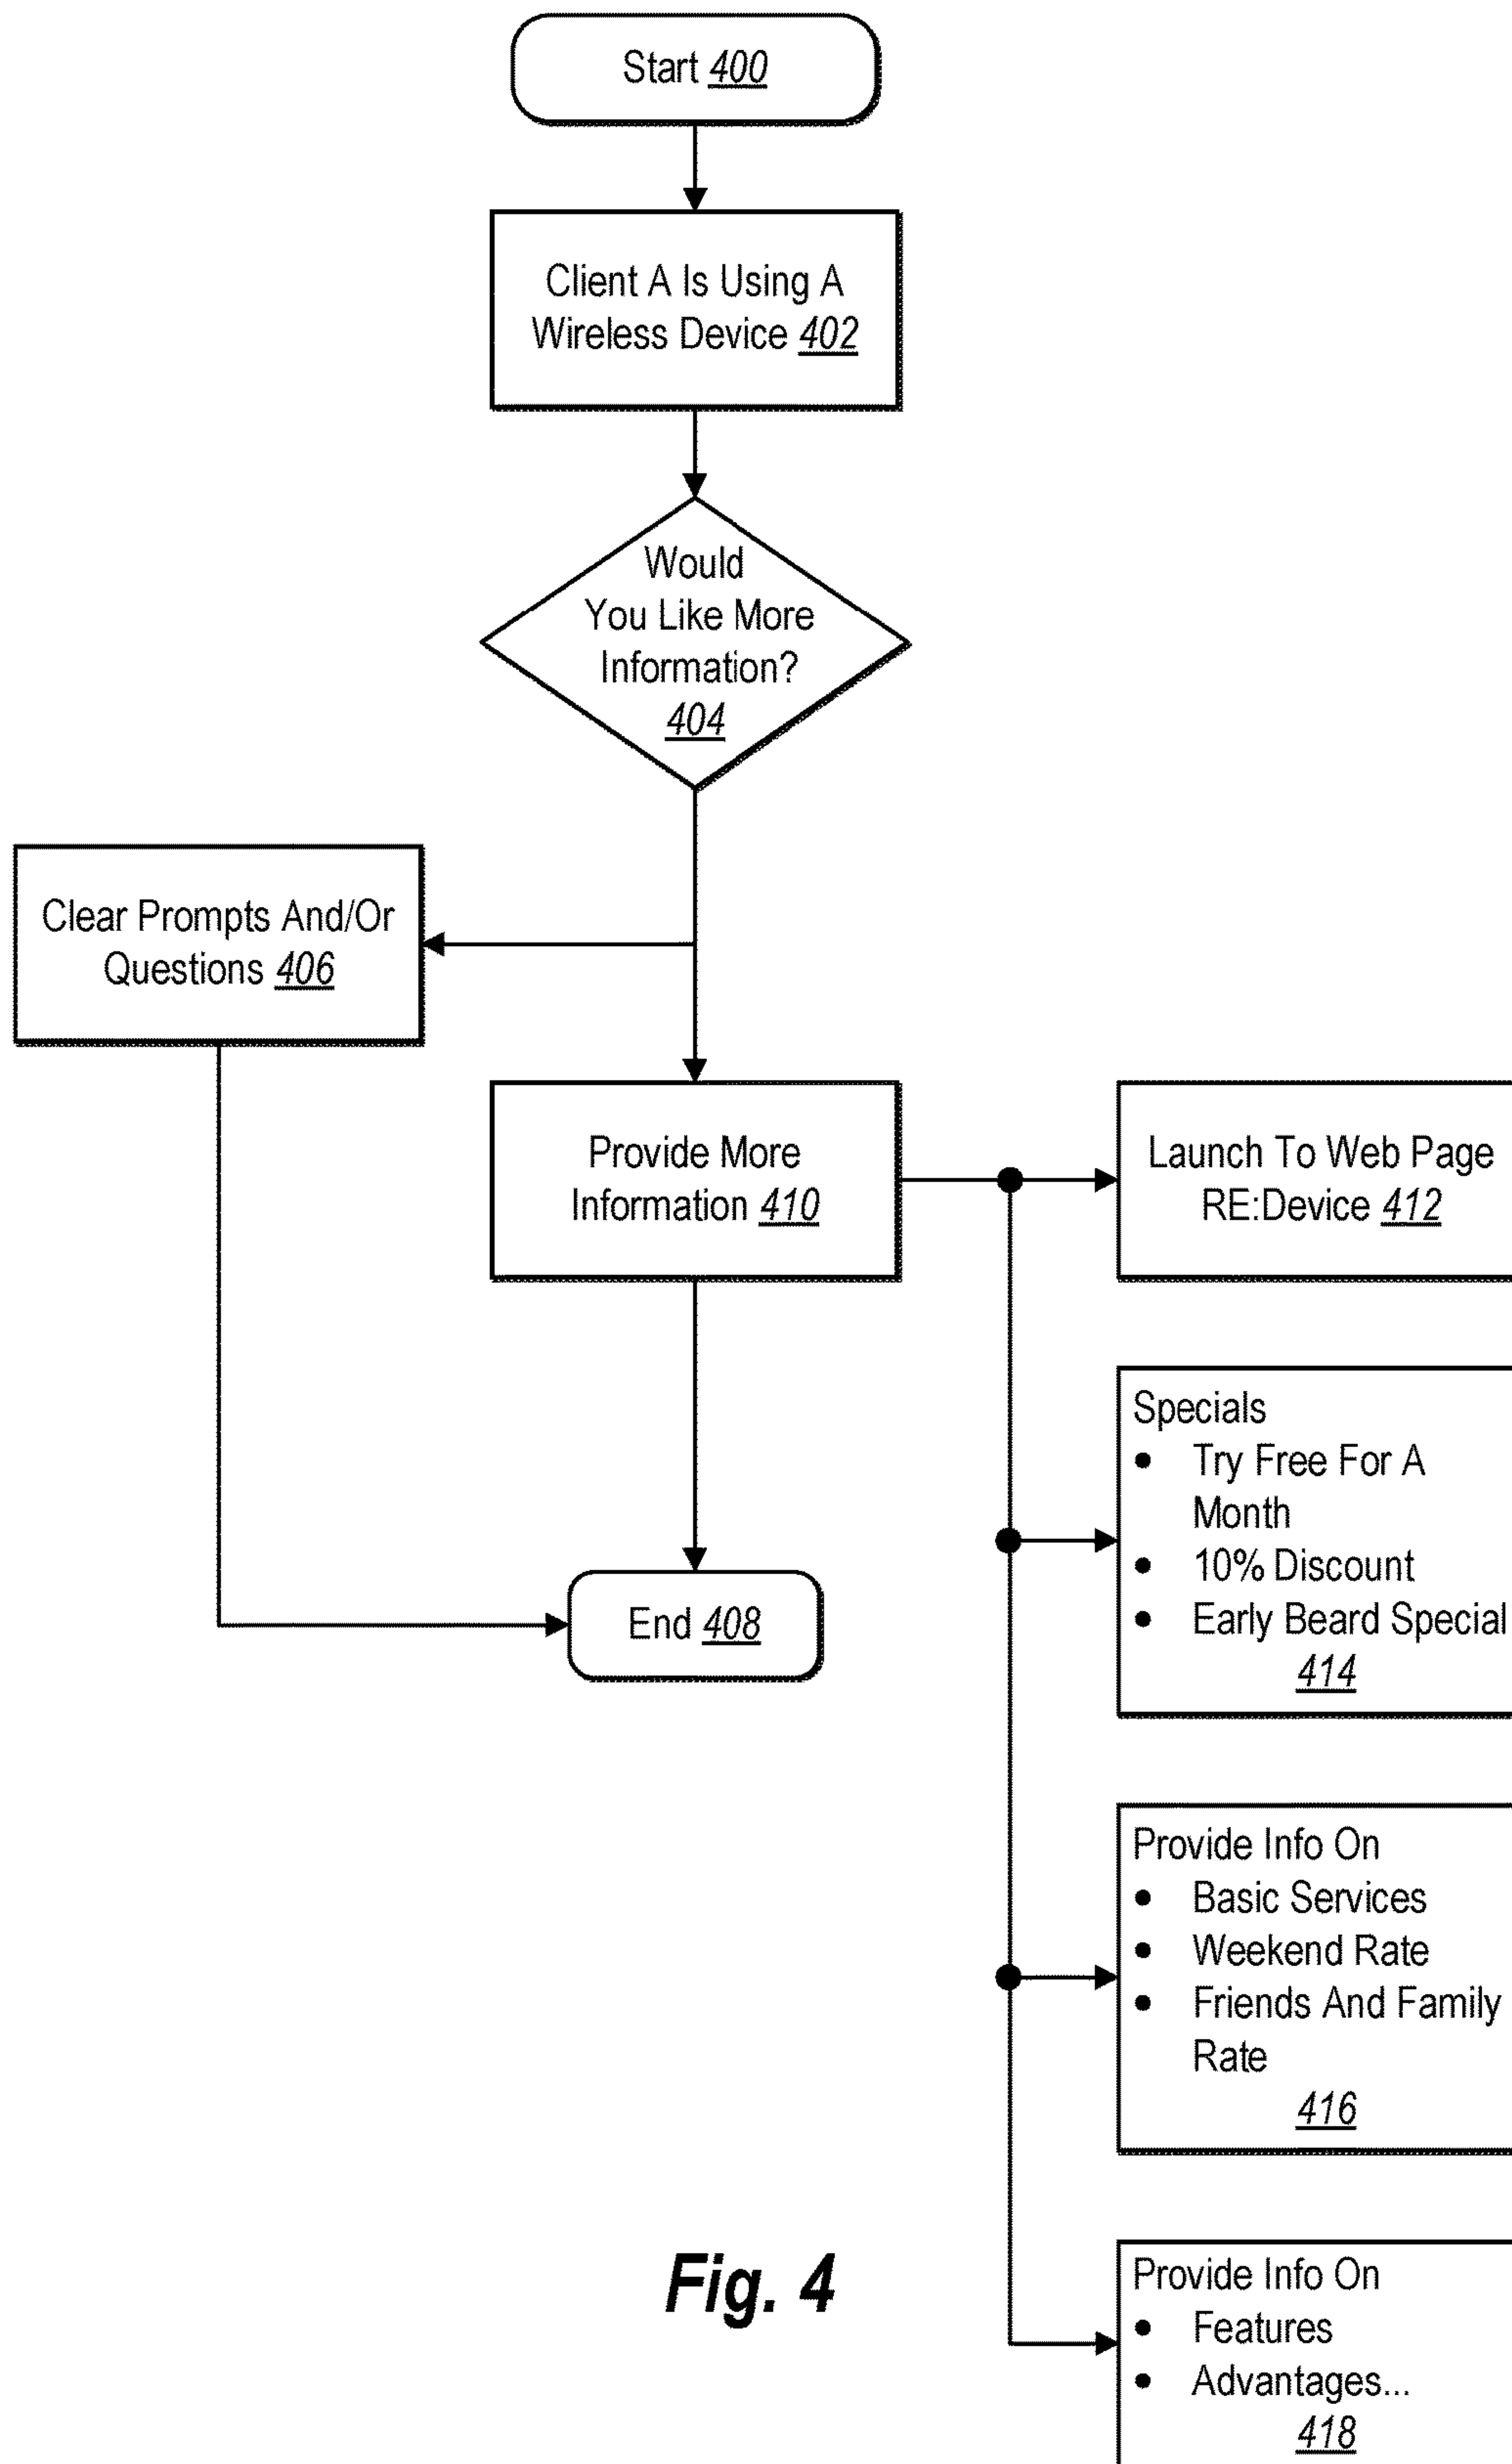 Start 400
Client A Is Using A
Wireless Device 402
Would
You Like More
Information?
404
Clear Prompts And/Or
Questions 406
Provide More
Information 410
Launch To Web Page
RE:Device 412
Specials
• Try Free For A
Month
• 10% Discount
• Early Beard Special
414
End 408
Provide Info On
• Basic Services
• Weekend Rate
• Friends And Family
Rate
416
Provide Info On
• Features
• Advantages...
418
Fig. 4